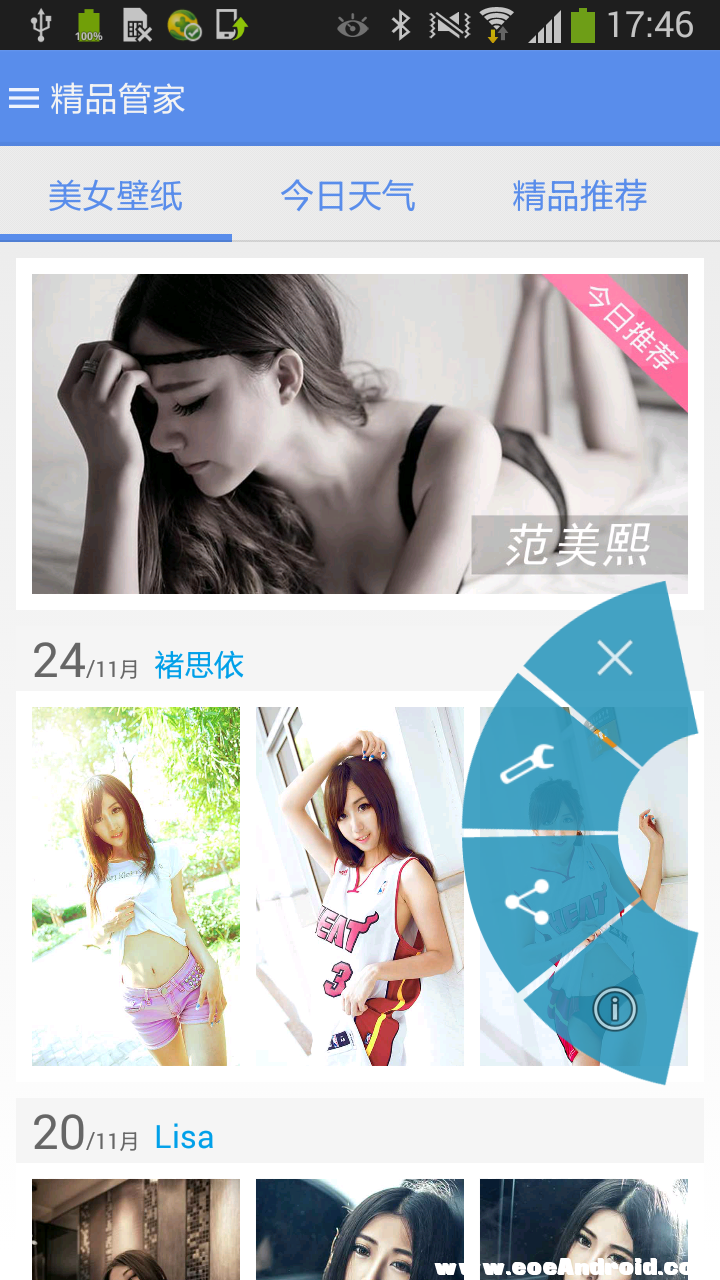 100%
17:46
精品管家
美女壁纸
今日天气
精品推荐
今日推荐
范美熙
24/11月 褚思依
HEAT
3
20/11月 Lisa
www.eoeAndroid.co